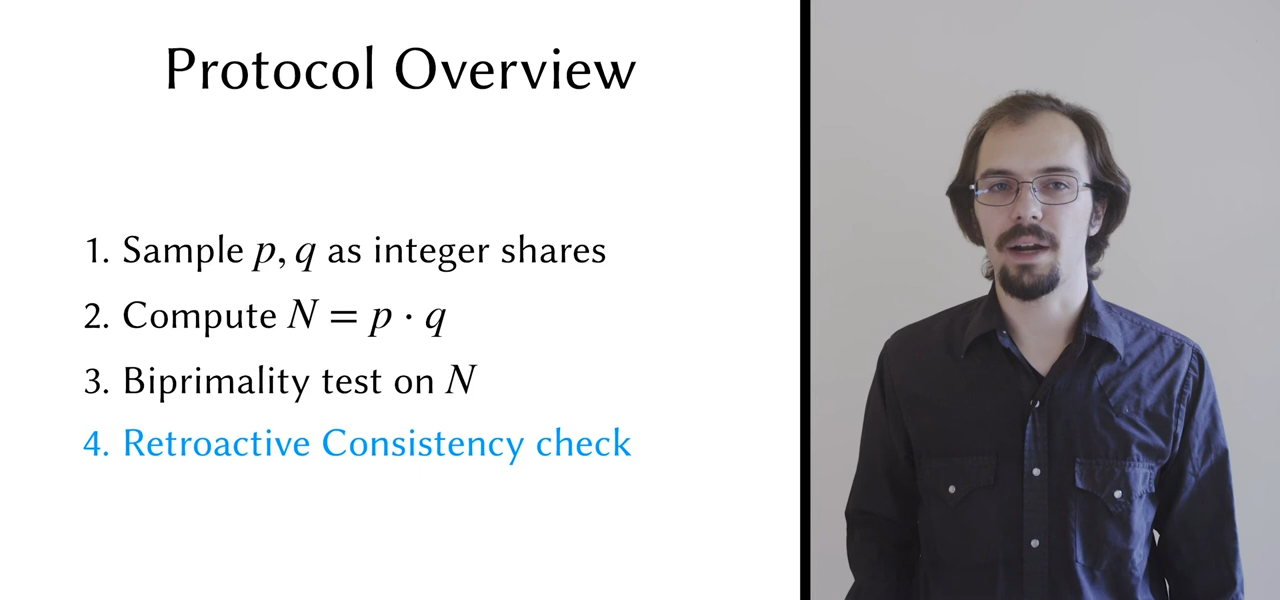 Protocol Overview
1. Sample p, q as integer shares
2. Compute N = p · q
3. Biprimality test on N
4. Retroactive Consistency check